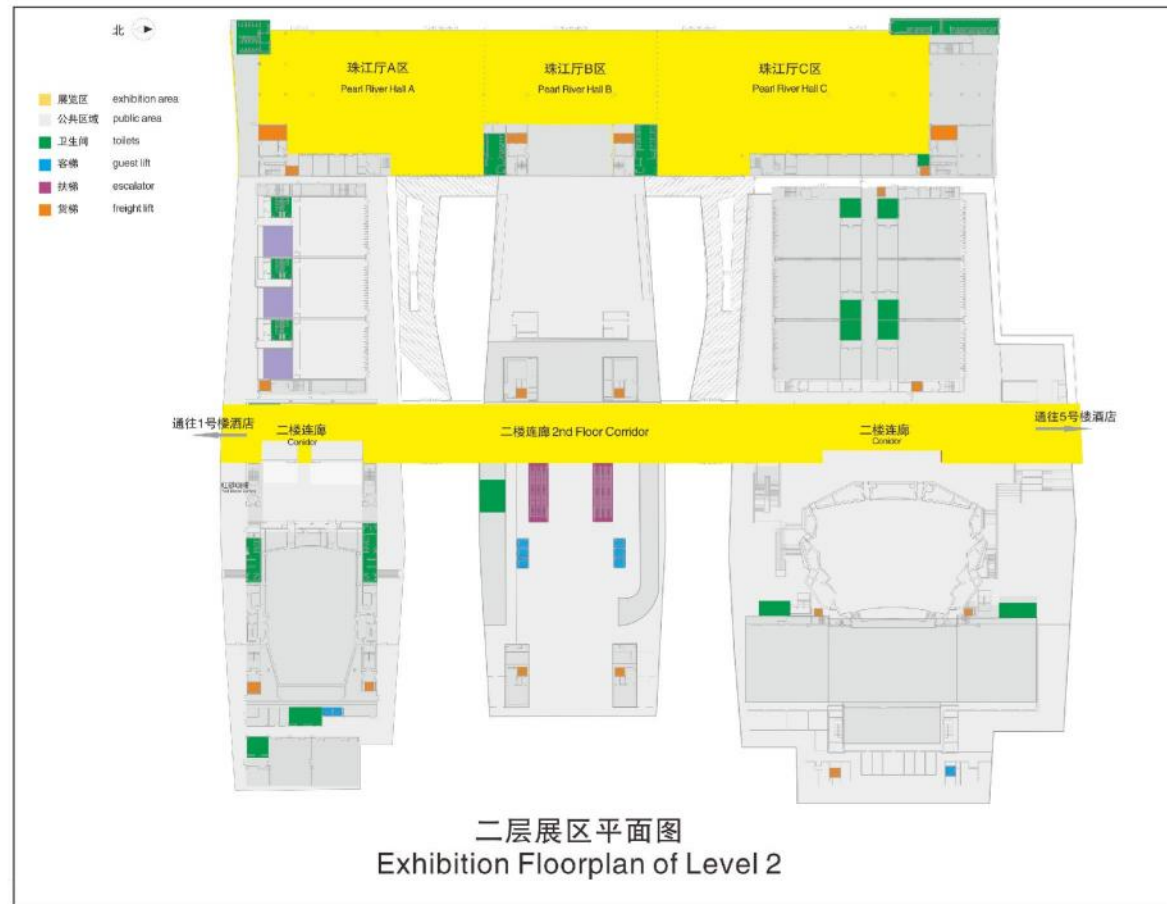 北
展览区 exhibition area
公共区域 public area
卫生间 toilets
客梯 guest lift
扶梯 escalator
货梯 freight lift
珠江厅A区
Pearl River Hall A
珠江厅B区
Pearl River Hall B
珠江厅C区
Pearl River Hall C
通往1号楼酒店
二楼连廊
Corridor
二楼连廊 2nd Floor Corridor
二楼连廊
Corridor
通往5号楼酒店
二层展区平面图
Exhibition Floorplan of Level 2